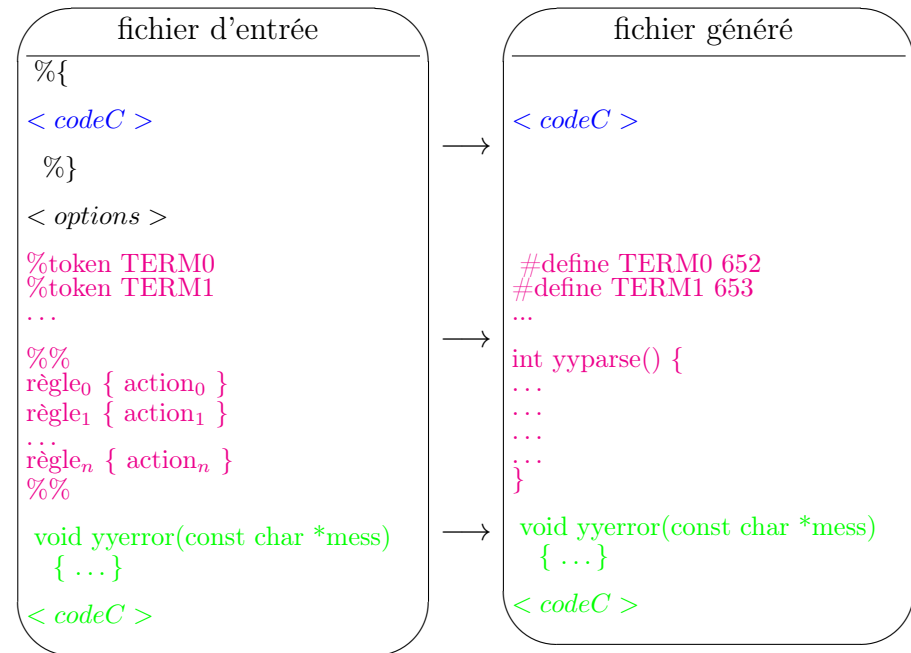 fichier d'entrée
%{
< codeC >
%}
< options >
%token TERM0
%token TERM1
...
%%
règle₀ { action₀ }
règle₁ { action₁ }
...
règleₙ { actionₙ }
%%
void yyerror(const char *mess)
{ ...}
< codeC >
fichier généré
< codeC >
#define TERM0 652
#define TERM1 653
...
int yyparse() {
...
...
...
...
}
void yyerror(const char *mess)
{ ...}
< codeC >